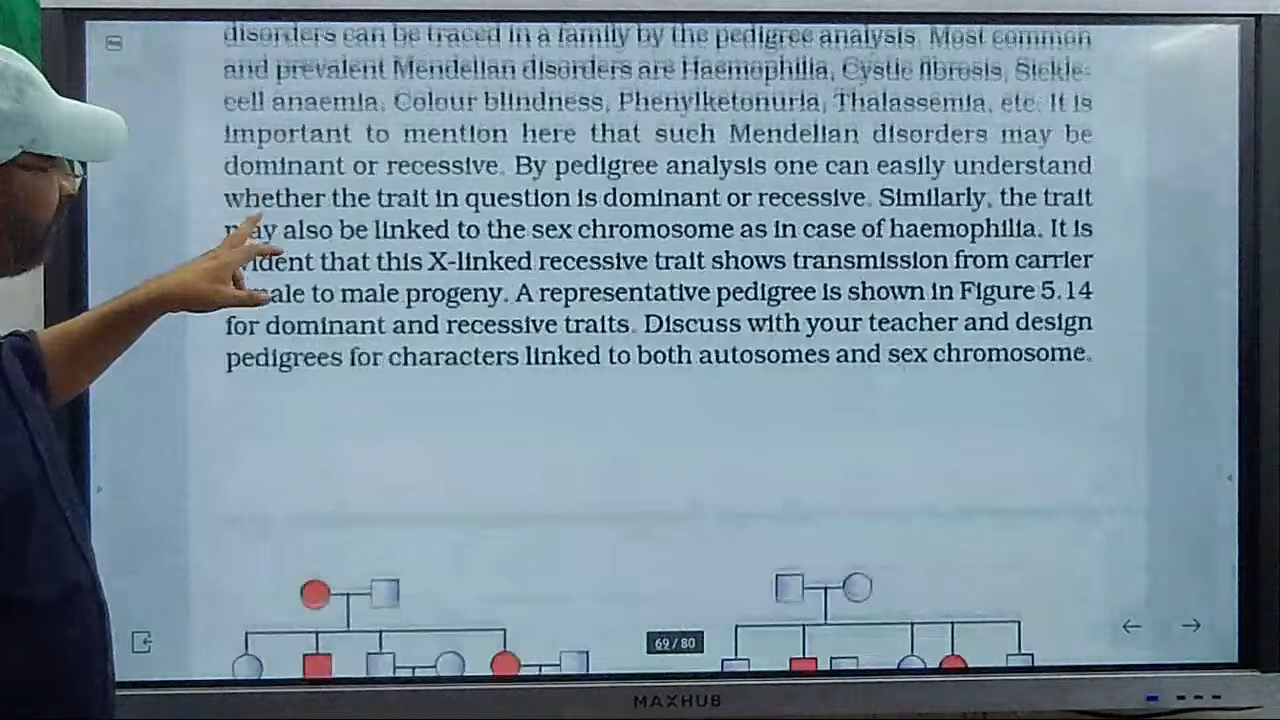 disorders can be traced in a family by the pedigree analysis. Most common
and prevalent Mendelian disorders are Haemophilia, Cystic fibrosis, Sickle-
cell anaemia, Colour blindness, Phenylketonuria, Thalassemia, etc. It is
important to mention here that such Mendelian disorders may be
dominant or recessive. By pedigree analysis one can easily understand
whether the trait in question is dominant or recessive. Similarly, the trait
may also be linked to the sex chromosome as in case of haemophilia. It is
ident that this X-linked recessive trait shows transmission from carrier
ale to male progeny. A representative pedigree is shown in Figure 5.14
for dominant and recessive traits. Discuss with your teacher and design
pedigrees for characters linked to both autosomes and sex chromosome.
69 / 80
MAXHUB